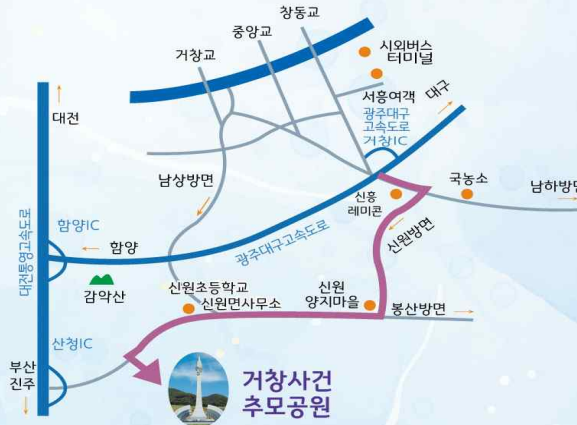 창동교
중앙교
거창교
시외버스
터미널
서흥여객
대구
광주대구
고속도로
거창IC
대전
남상방면
신흥
레미콘
국농소
남하방면
신원방면
대전통영고속도로
함양IC
함양
광주대구고속도로
감악산
신원초등학교
신원면사무소
신원
양지마을
봉산방면
산청IC
부산
진주
거창사건
추모공원